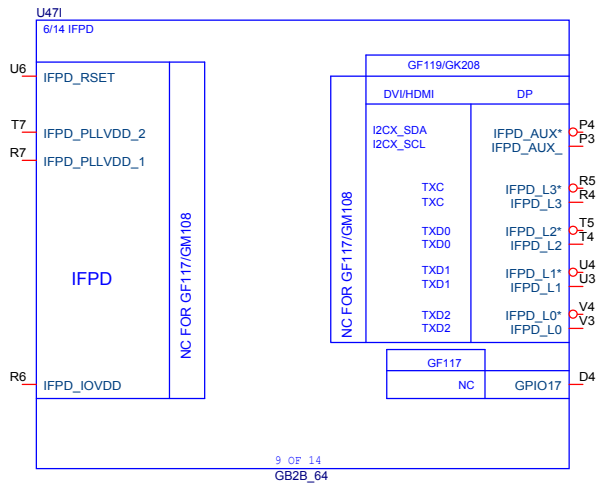 U47I
6/14 IFPD
GF119/GK208
DVI/HDMI DP
U6 IFPD_RSET
T7 IFPD_PLLVDD_2
R7 IFPD_PLLVDD_1
IFPD
R6 IFPD_IOVDD
NC FOR GF117/GM108
NC FOR GF117/GM108
I2CX_SDA IFPD_AUX* P4
I2CX_SCL IFPD_AUX_ P3
TXC IFPD_L3* R5
TXC IFPD_L3 R4
TXD0 IFPD_L2* T5
TXD0 IFPD_L2 T4
TXD1 IFPD_L1* U4
TXD1 IFPD_L1 U3
TXD2 IFPD_L0* V4
TXD2 IFPD_L0 V3
GF117
NC GPIO17 D4
9 OF 14
GB2B_64